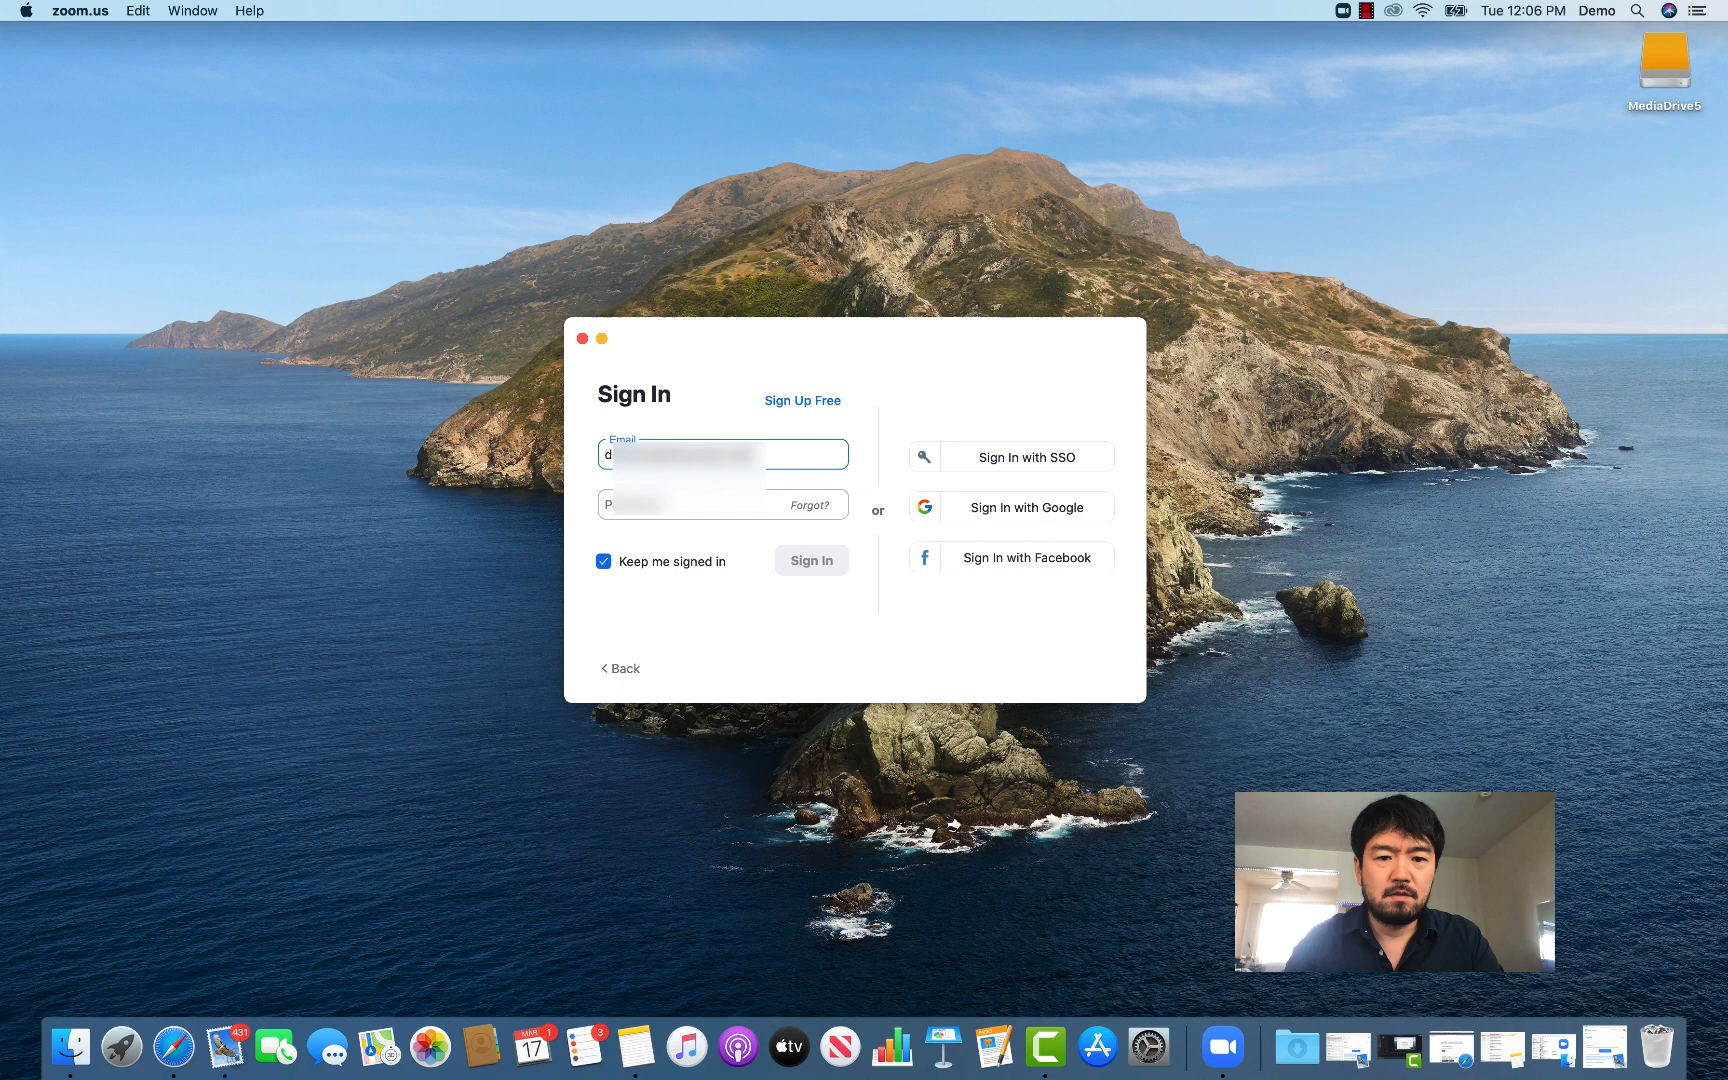 zoom.us Edit Window Help
Tue 12:06 PM Demo
MediaDrive5
Sign In
Sign Up Free
Email
d
P
Forgot?
Keep me signed in
Sign In
or
Sign In with SSO
Sign In with Google
Sign In with Facebook
< Back
431
MAR
17
1
3
3D
tv